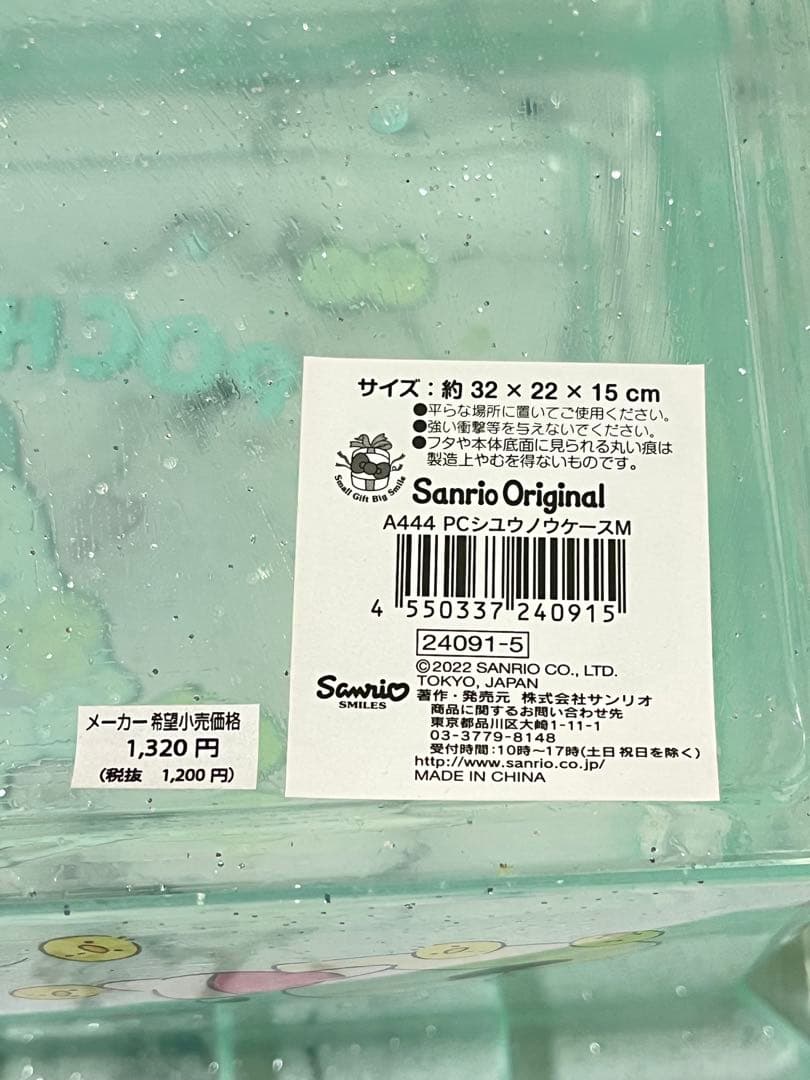 サイズ：約 32 × 22 × 15 cm
●平らな場所に置いてご使用ください。
●強い衝撃等を与えないでください。
●フタや本体底面に見られる丸い痕は
製造上やむを得ないものです。
Small Gift Big Smile
Sanrio Original
A444 PCシユウノウケースM
4 550337 240915
24091-5
©2022 SANRIO CO., LTD.
TOKYO, JAPAN
Sanrio
SMILES
著作・発売元 株式会社サンリオ
商品に関するお問い合わせ先
東京都品川区大崎1-11-1
03-3779-8148
受付時間：10時～17時(土日祝日を除く)
http://www.sanrio.co.jp/
MADE IN CHINA
メーカー希望小売価格
1,320 円
(税抜 1,200 円)